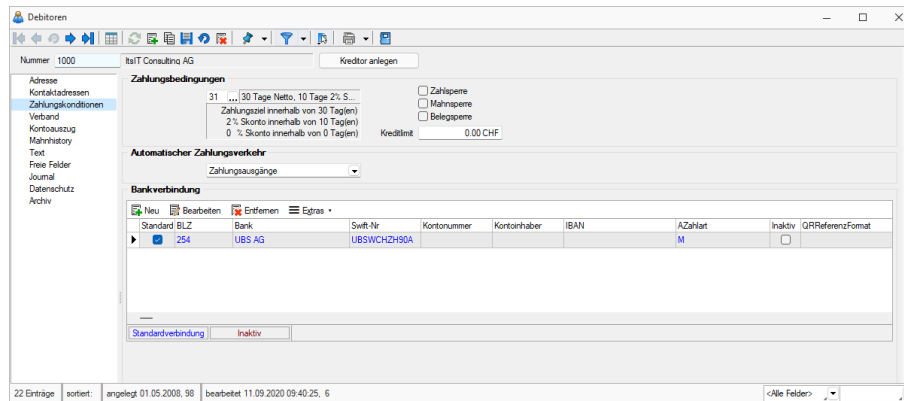 Debitoren
Nummer 1000 ItsIT Consulting AG Kreditor anlegen
Adresse
Kontaktadressen
Zahlungskonditionen
Verband
Kontoauszug
Mahnhistory
Text
Freie Felder
Journal
Datenschutz
Archiv
Zahlungsbedingungen
31 ... 30 Tage Netto, 10 Tage 2% S...
Zahlungsziel innerhalb von 30 Tag(en)
2 % Skonto innerhalb von 10 Tag(en)
0 % Skonto innerhalb von 0 Tag(en)
Zahlsperre
Mahnsperre
Belegsperre
Kreditlimit 0.00 CHF
Automatischer Zahlungsverkehr
Zahlungsausgänge
Bankverbindung
Neu Bearbeiten Entfernen Extras
Standard BLZ Bank Swift-Nr Kontonummer Kontoinhaber IBAN AZahlart Inaktiv QRReferenzFormat
254 UBS AG UBSWCHZH90A M
Standardverbindung Inaktiv
22 Einträge sortiert: angelegt 01.05.2008, 98 bearbeitet 11.09.2020 09:40:25, 6 <Alle Felder>